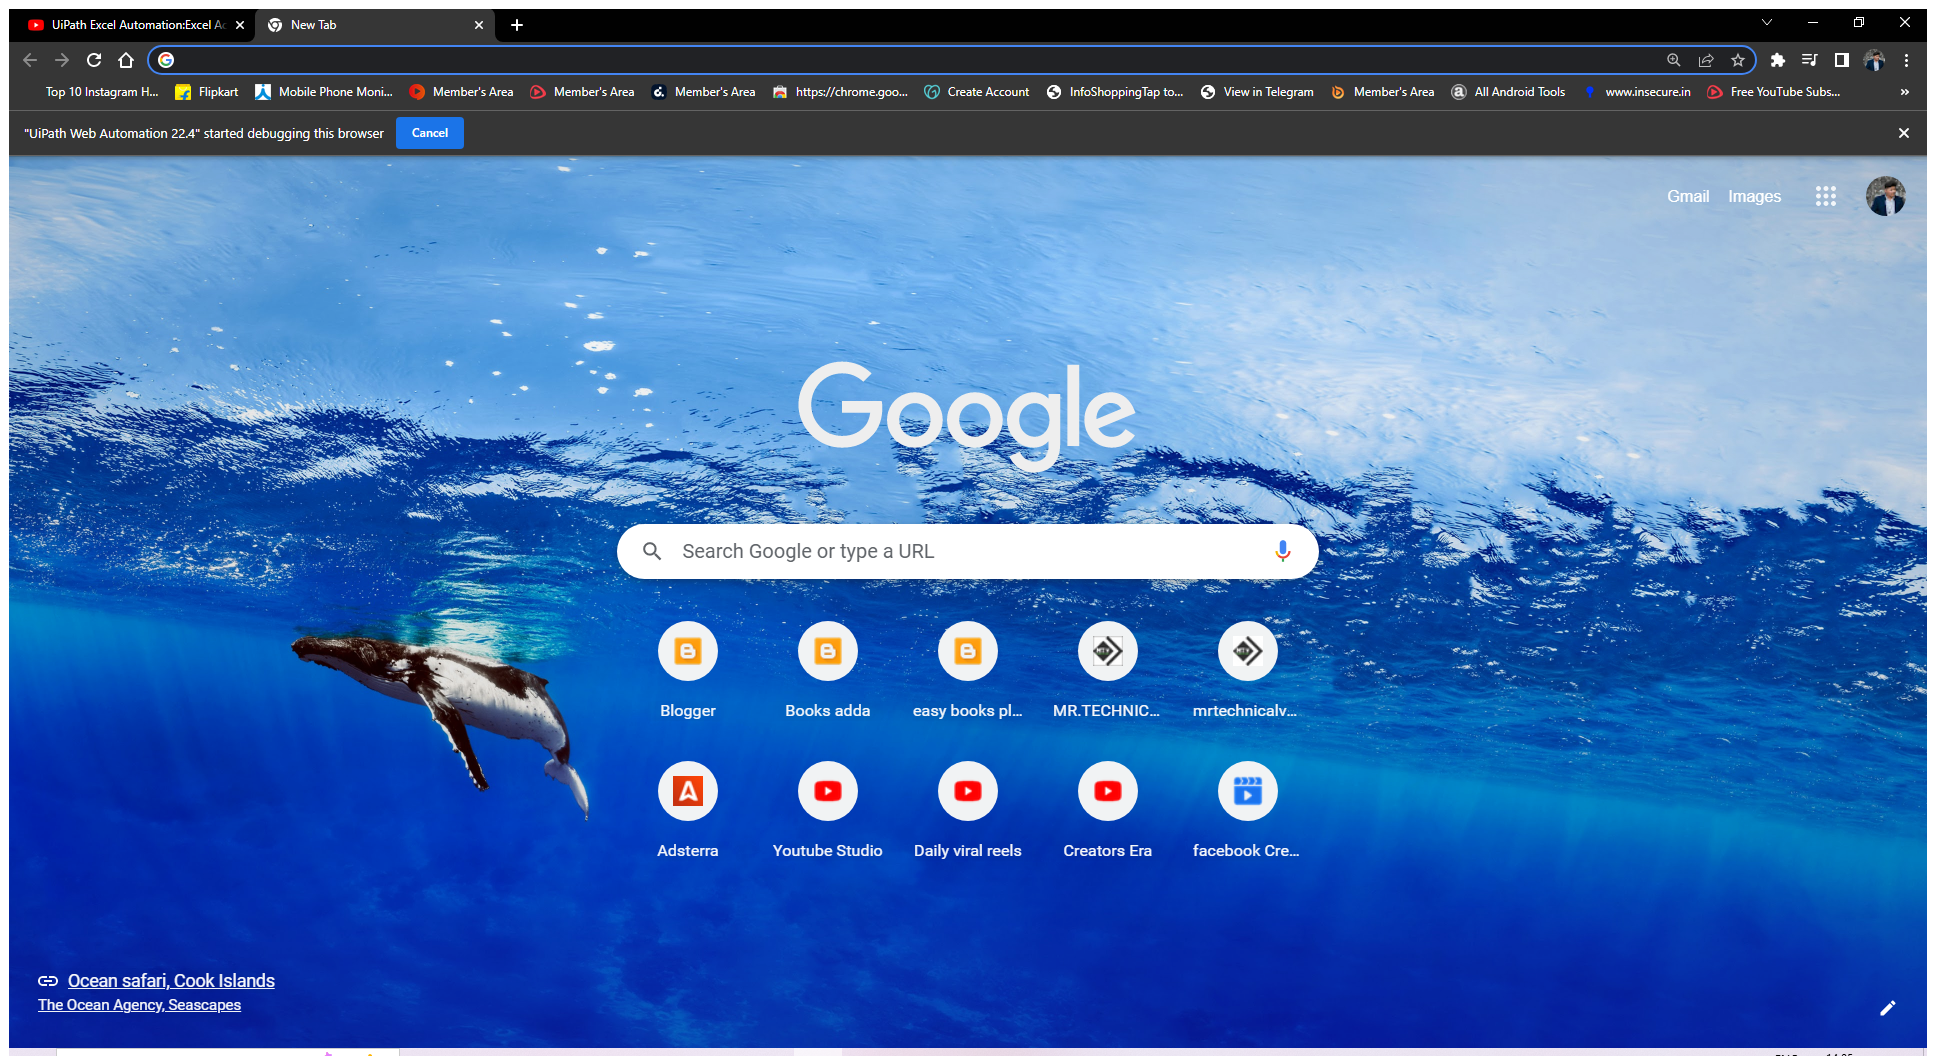 UiPath Excel Automation:Excel Ac
New Tab
Top 10 Instagram H...
Flipkart
Mobile Phone Moni...
Member's Area
Member's Area
Member's Area
https://chrome.goo...
Create Account
InfoShoppingTap to...
View in Telegram
Member's Area
All Android Tools
www.insecure.in
Free YouTube Subs...
"UiPath Web Automation 22.4" started debugging this browser
Cancel
Gmail
Images
Google
Search Google or type a URL
Blogger
Books adda
easy books pl...
MR.TECHNIC...
mrtechnicalv...
Adsterra
Youtube Studio
Daily viral reels
Creators Era
facebook Cre...
Ocean safari, Cook Islands
The Ocean Agency, Seascapes